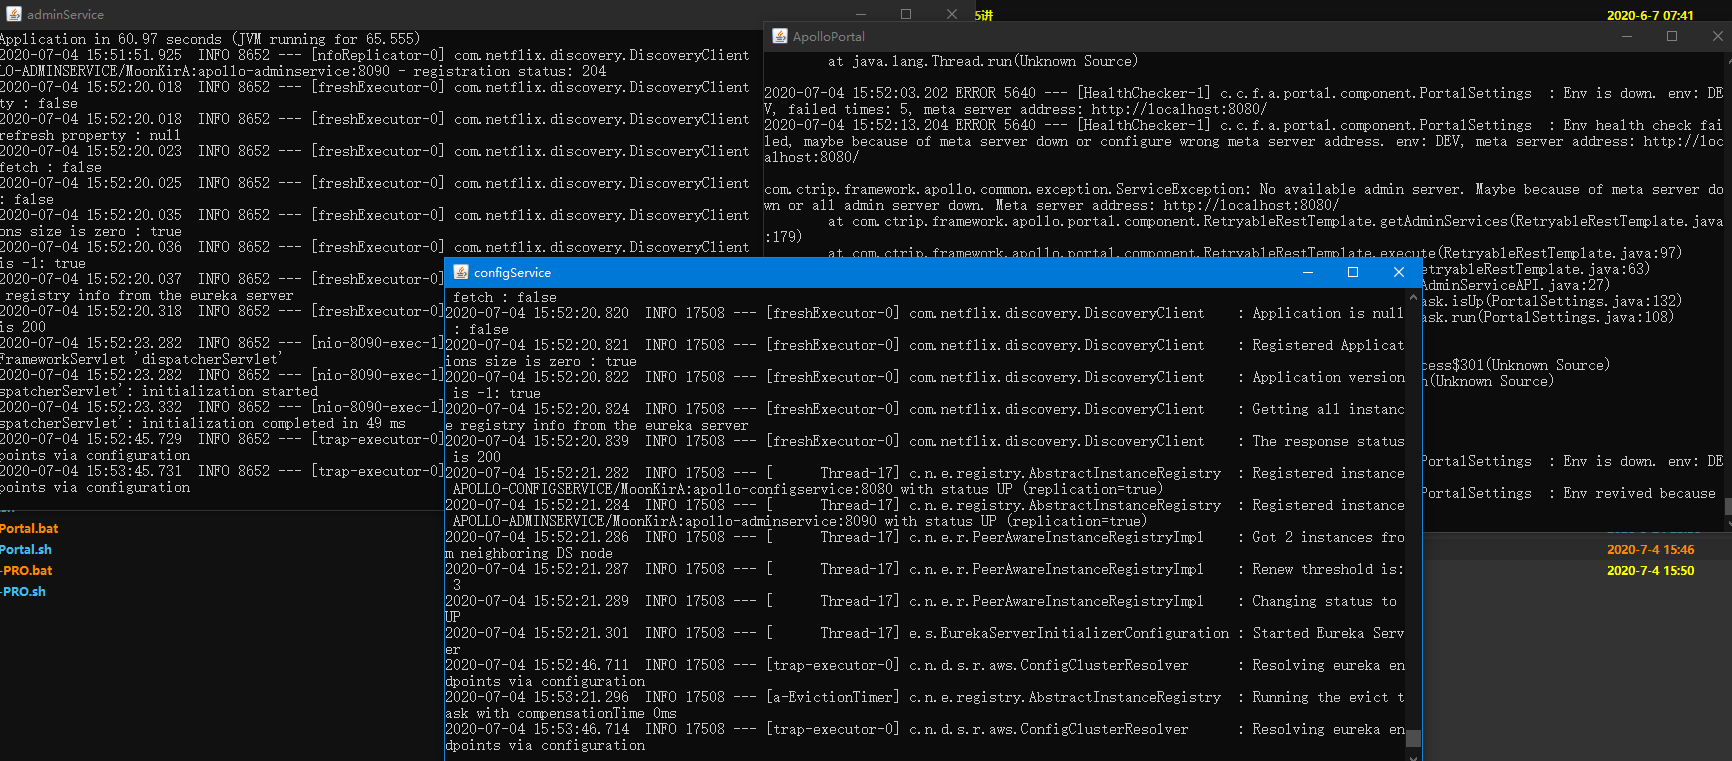 adminService
Application in 60.97 seconds (JVM running for 65.555)
2020-07-04 15:51:51.925  INFO 8652 --- [nfoReplicator-0] com.netflix.discovery.DiscoveryClient
LO-ADMINSERVICE/MoonKirA:apollo-adminservice:8090 - registration status: 204
2020-07-04 15:52:20.018  INFO 8652 --- [freshExecutor-0] com.netflix.discovery.DiscoveryClient
ty : false
2020-07-04 15:52:20.018  INFO 8652 --- [freshExecutor-0] com.netflix.discovery.DiscoveryClient
refresh property : null
2020-07-04 15:52:20.023  INFO 8652 --- [freshExecutor-0] com.netflix.discovery.DiscoveryClient
fetch : false
2020-07-04 15:52:20.025  INFO 8652 --- [freshExecutor-0] com.netflix.discovery.DiscoveryClient
: false
2020-07-04 15:52:20.035  INFO 8652 --- [freshExecutor-0] com.netflix.discovery.DiscoveryClient
ons size is zero : true
2020-07-04 15:52:20.036  INFO 8652 --- [freshExecutor-0] com.netflix.discovery.DiscoveryClient
is -1: true
2020-07-04 15:52:20.037  INFO 8652 --- [freshExecutor-0]
registry info from the eureka server
2020-07-04 15:52:20.318  INFO 8652 --- [freshExecutor-0]
is 200
2020-07-04 15:52:23.282  INFO 8652 --- [nio-8090-exec-1]
FrameworkServlet 'dispatcherServlet'
2020-07-04 15:52:23.282  INFO 8652 --- [nio-8090-exec-1]
spatcherServlet': initialization started
2020-07-04 15:52:23.332  INFO 8652 --- [nio-8090-exec-1]
spatcherServlet': initialization completed in 49 ms
2020-07-04 15:52:45.729  INFO 8652 --- [trap-executor-0]
points via configuration
2020-07-04 15:53:45.731  INFO 8652 --- [trap-executor-0]
points via configuration
Portal.bat
Portal.sh
-PRO.bat
-PRO.sh
5讲
2020-6-7 07:41
ApolloPortal
at java.lang.Thread.run(Unknown Source)
2020-07-04 15:52:03.202 ERROR 5640 --- [HealthChecker-1] c.c.f.a.portal.component.PortalSettings  : Env is down. env: DE
V, failed times: 5, meta server address: http://localhost:8080/
2020-07-04 15:52:13.204 ERROR 5640 --- [HealthChecker-1] c.c.f.a.portal.component.PortalSettings  : Env health check fai
led, maybe because of meta server down or configure wrong meta server address. env: DEV, meta server address: http://loc
alhost:8080/
com.ctrip.framework.apollo.common.exception.ServiceException: No available admin server. Maybe because of meta server do
wn or all admin server down. Meta server address: http://localhost:8080/
at com.ctrip.framework.apollo.portal.component.RetryableRestTemplate.getAdminServices(RetryableRestTemplate.java
:179)
at com.ctrip.framework.apollo.portal.component.RetryableRestTemplate.execute(RetryableRestTemplate.java:97)
etryableRestTemplate.java:63)
AdminServiceAPI.java:27)
ask.isUp(PortalSettings.java:132)
ask.run(PortalSettings.java:108)
cess$301(Unknown Source)
n(Unknown Source)
PortalSettings  : Env is down. env: DE
PortalSettings  : Env revived because
2020-7-4 15:46
2020-7-4 15:50
configService
fetch : false
2020-07-04 15:52:20.820  INFO 17508 --- [freshExecutor-0] com.netflix.discovery.DiscoveryClient    : Application is null
: false
2020-07-04 15:52:20.821  INFO 17508 --- [freshExecutor-0] com.netflix.discovery.DiscoveryClient    : Registered Applicat
ions size is zero : true
2020-07-04 15:52:20.822  INFO 17508 --- [freshExecutor-0] com.netflix.discovery.DiscoveryClient    : Application version
is -1: true
2020-07-04 15:52:20.824  INFO 17508 --- [freshExecutor-0] com.netflix.discovery.DiscoveryClient    : Getting all instanc
e registry info from the eureka server
2020-07-04 15:52:20.839  INFO 17508 --- [freshExecutor-0] com.netflix.discovery.DiscoveryClient    : The response status
is 200
2020-07-04 15:52:21.282  INFO 17508 --- [      Thread-17] c.n.e.registry.AbstractInstanceRegistry  : Registered instance
APOLLO-CONFIGSERVICE/MoonKirA:apollo-configservice:8080 with status UP (replication=true)
2020-07-04 15:52:21.284  INFO 17508 --- [      Thread-17] c.n.e.registry.AbstractInstanceRegistry  : Registered instance
APOLLO-ADMINSERVICE/MoonKirA:apollo-adminservice:8090 with status UP (replication=true)
2020-07-04 15:52:21.286  INFO 17508 --- [      Thread-17] c.n.e.r.PeerAwareInstanceRegistryImpl    : Got 2 instances fro
m neighboring DS node
2020-07-04 15:52:21.287  INFO 17508 --- [      Thread-17] c.n.e.r.PeerAwareInstanceRegistryImpl    : Renew threshold is:
3
2020-07-04 15:52:21.289  INFO 17508 --- [      Thread-17] c.n.e.r.PeerAwareInstanceRegistryImpl    : Changing status to
UP
2020-07-04 15:52:21.301  INFO 17508 --- [      Thread-17] e.s.EurekaServerInitializerConfiguration : Started Eureka Serv
er
2020-07-04 15:52:46.711  INFO 17508 --- [trap-executor-0] c.n.d.s.r.aws.ConfigClusterResolver      : Resolving eureka en
dpoints via configuration
2020-07-04 15:53:21.296  INFO 17508 --- [a-EvictionTimer] c.n.e.registry.AbstractInstanceRegistry  : Running the evict t
ask with compensationTime 0ms
2020-07-04 15:53:46.714  INFO 17508 --- [trap-executor-0] c.n.d.s.r.aws.ConfigClusterResolver      : Resolving eureka en
dpoints via configuration